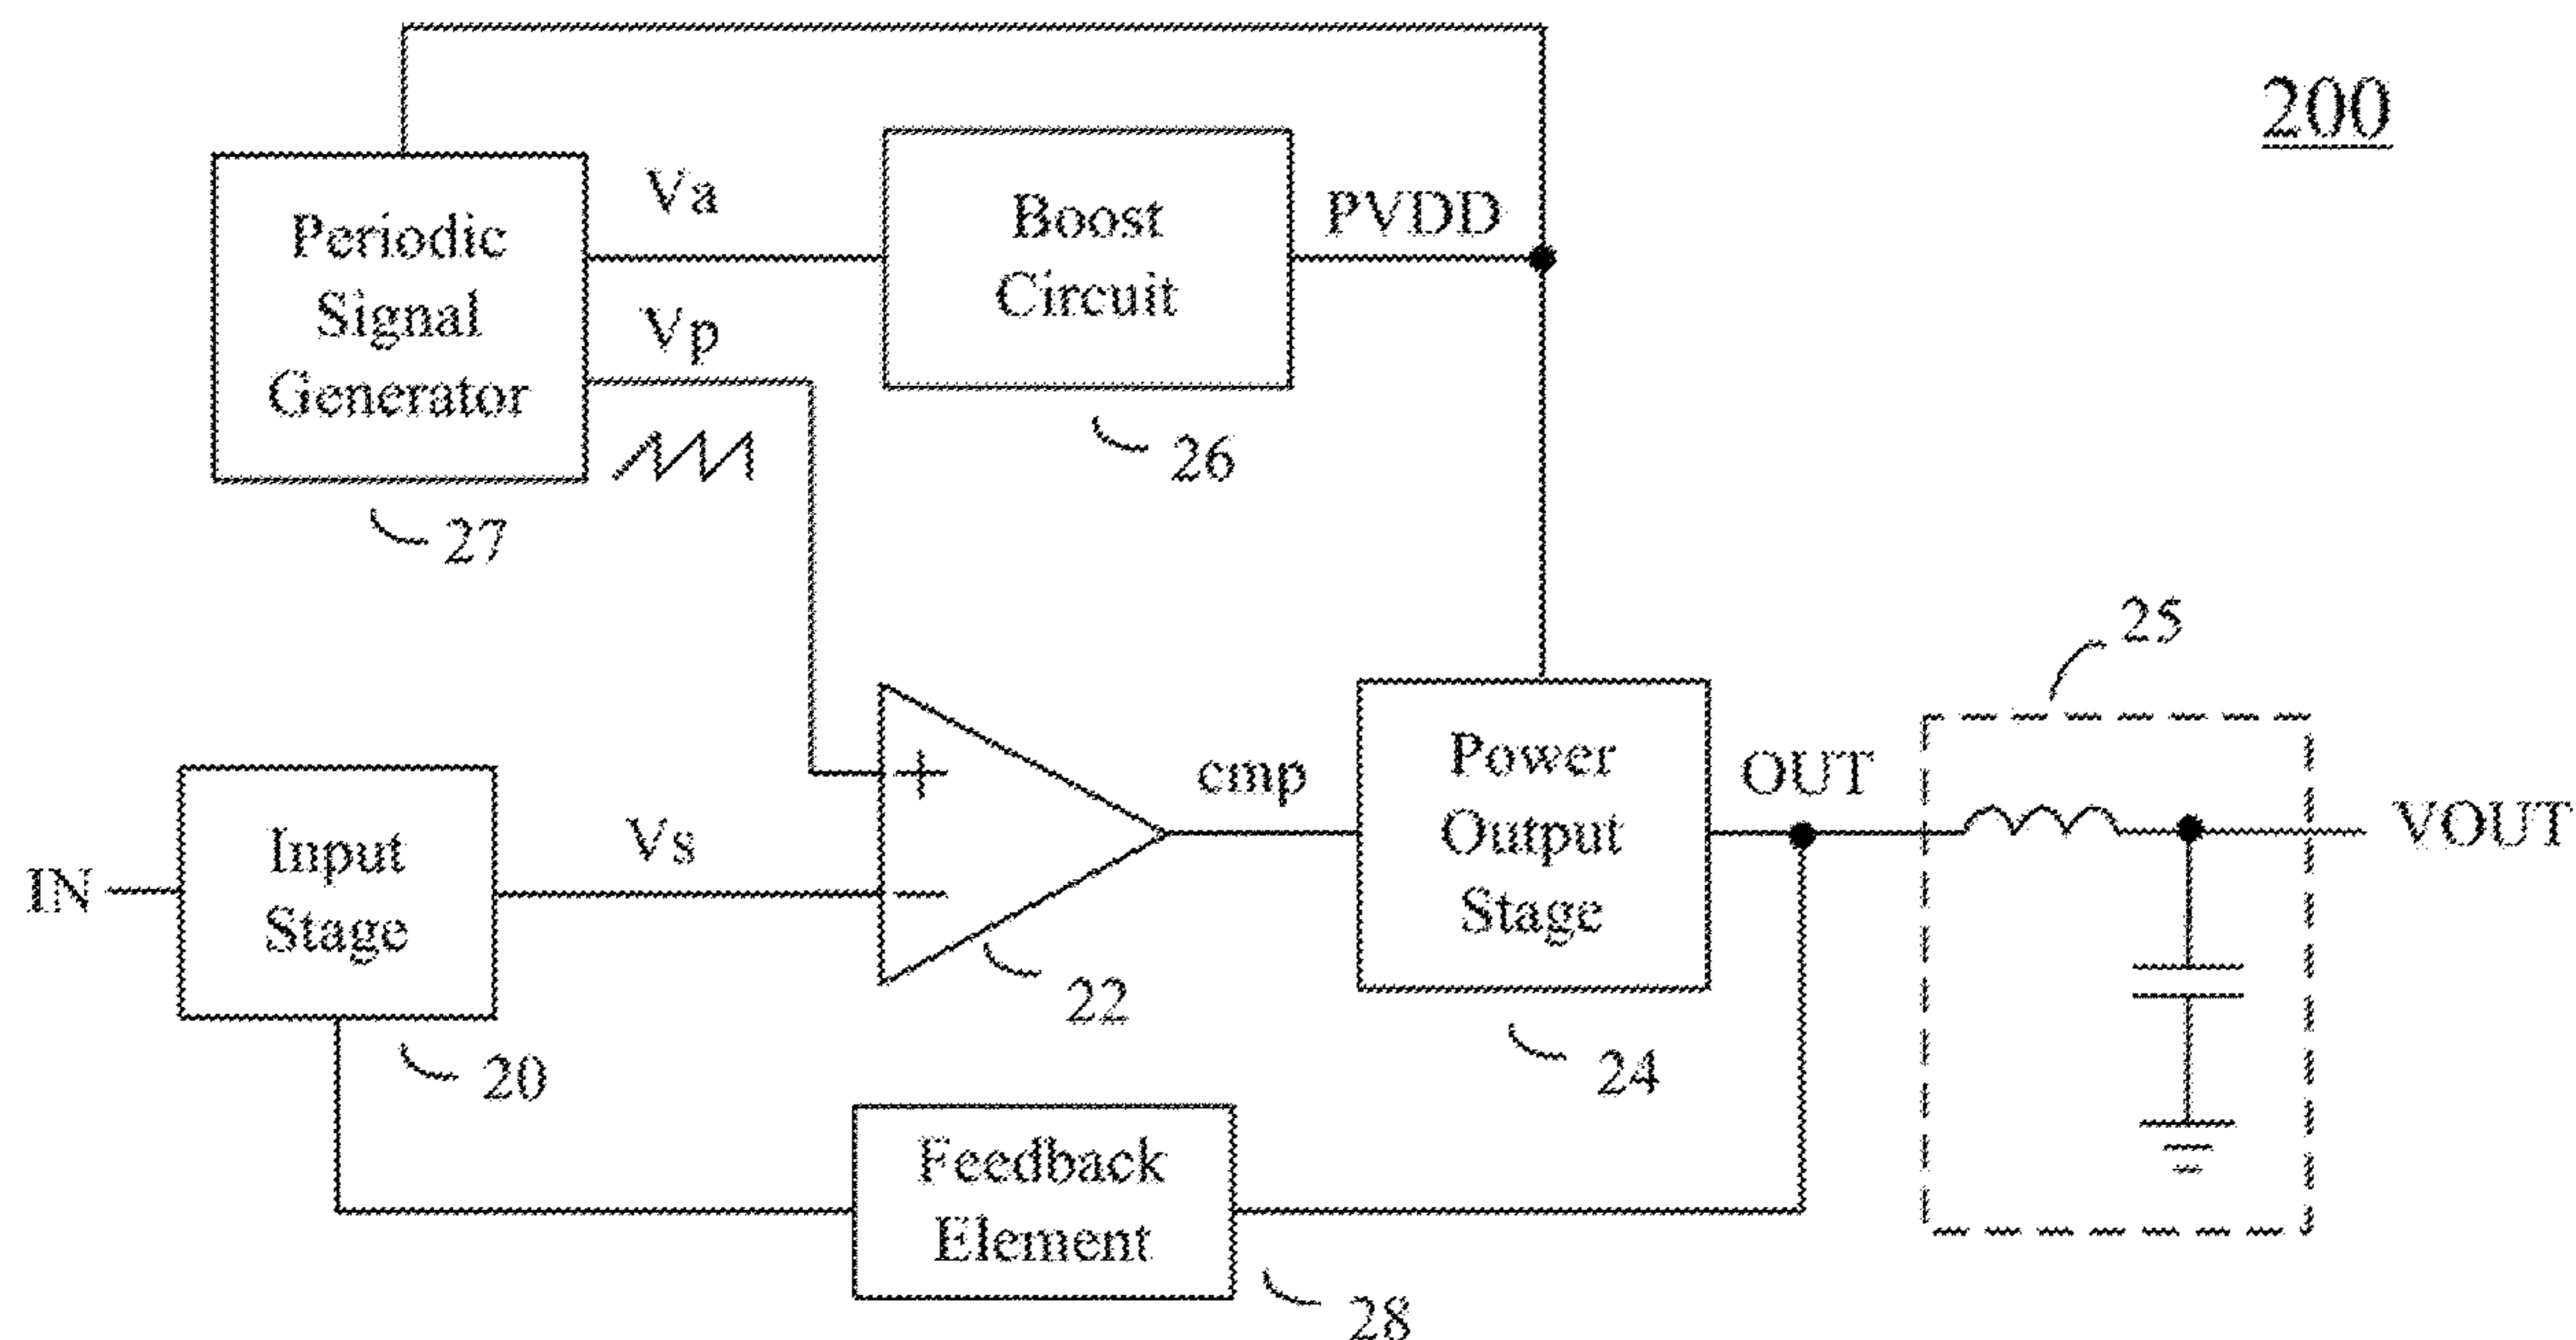 200
Periodic
Signal
Generator
27
Va
Vp
Boost
Circuit
26
PVDD
25
IN
Input
Stage
20
Vs
+
−
22
cmp
Power
Output
Stage
24
OUT
VOUT
Feedback
Element
28